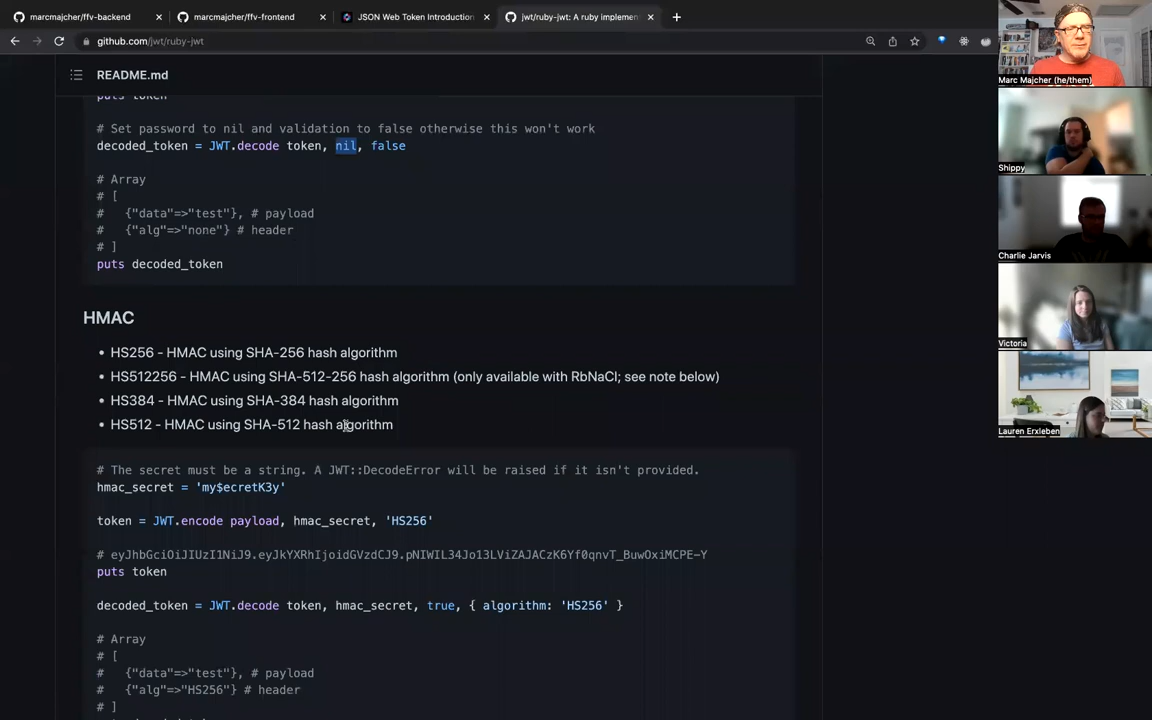 marcmajcher/ffv-backend
marcmajcher/ffv-frontend
JSON Web Token Introduction
jwt/ruby-jwt: A ruby implemen
github.com/jwt/ruby-jwt
README.md
puts token
# Set password to nil and validation to false otherwise this won't work
decoded_token = JWT.decode token, nil, false
# Array
# [
#   {"data"=>"test"}, # payload
#   {"alg"=>"none"} # header
# ]
puts decoded_token
HMAC
• HS256 - HMAC using SHA-256 hash algorithm
• HS512256 - HMAC using SHA-512-256 hash algorithm (only available with RbNaCl; see note below)
• HS384 - HMAC using SHA-384 hash algorithm
• HS512 - HMAC using SHA-512 hash algorithm
# The secret must be a string. A JWT::DecodeError will be raised if it isn't provided.
hmac_secret = 'my$ecretK3y'
token = JWT.encode payload, hmac_secret, 'HS256'
# eyJhbGciOiJIUzI1NiJ9.eyJkYXRhIjoidGVzdCJ9.pNIWIL34Jo13LViZAJACzK6Yf0qnvT_BuwOxiMCPE-Y
puts token
decoded_token = JWT.decode token, hmac_secret, true, { algorithm: 'HS256' }
# Array
# [
#   {"data"=>"test"}, # payload
#   {"alg"=>"HS256"} # header
# ]
Marc Majcher (he/them)
Shippy
Charlie Jarvis
Victoria
Lauren Erxleben